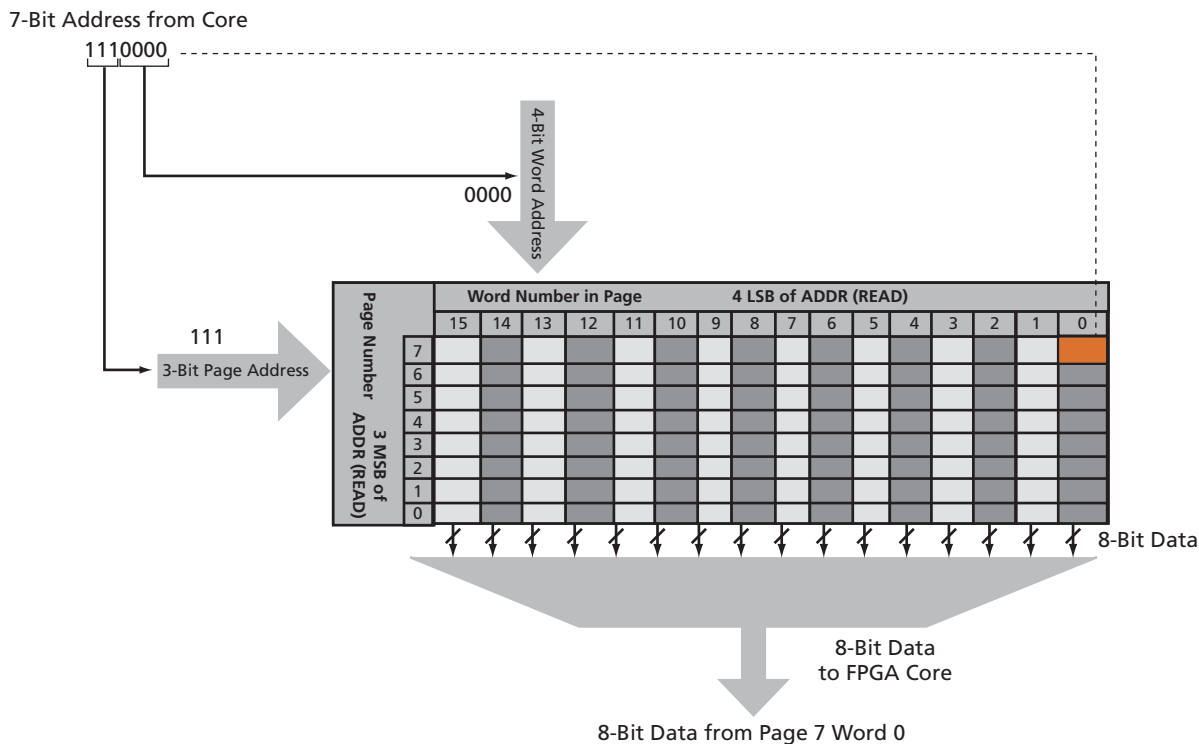 7-Bit Address from Core
1110000
4-Bit Word Address
0000
111
3-Bit Page Address
Page Number
3 MSB of
ADDR (READ)
Word Number in Page 4 LSB of ADDR (READ)
15 14 13 12 11 10 9 8 7 6 5 4 3 2 1 0
7
6
5
4
3
2
1
0
8-Bit Data
8-Bit Data
to FPGA Core
8-Bit Data from Page 7 Word 0